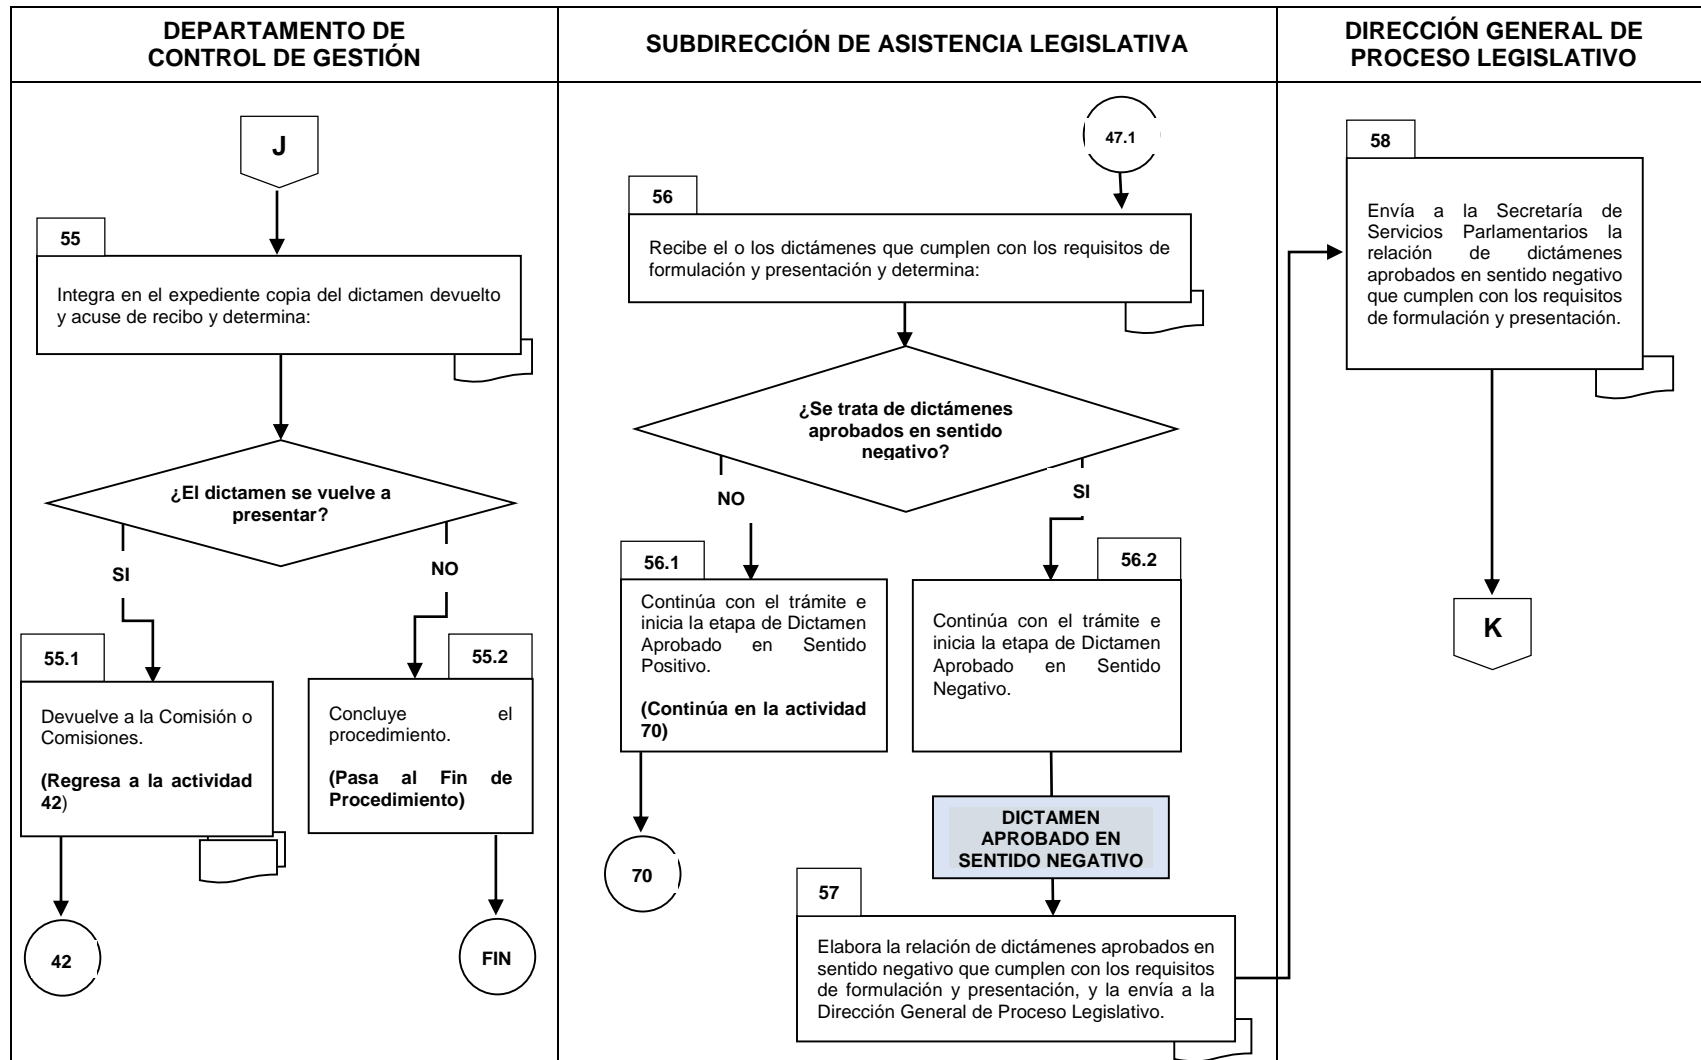 DEPARTAMENTO DE
CONTROL DE GESTIÓN
SUBDIRECCIÓN DE ASISTENCIA LEGISLATIVA
DIRECCIÓN GENERAL DE
PROCESO LEGISLATIVO
J
55
Integra en el expediente copia del dictamen devuelto
y acuse de recibo y determina:
¿El dictamen se vuelve a
presentar?
SI
NO
55.1
Devuelve a la Comisión o
Comisiones.
(Regresa a la actividad
42)
42
55.2
Concluye el
procedimiento.
(Pasa al Fin de
Procedimiento)
FIN
47.1
56
Recibe el o los dictámenes que cumplen con los requisitos de
formulación y presentación y determina:
¿Se trata de dictámenes
aprobados en sentido
negativo?
NO
SI
56.1
Continúa con el trámite e
inicia la etapa de Dictamen
Aprobado en Sentido
Positivo.
(Continúa en la actividad
70)
70
56.2
Continúa con el trámite e
inicia la etapa de Dictamen
Aprobado en Sentido
Negativo.
DICTAMEN
APROBADO EN
SENTIDO NEGATIVO
57
Elabora la relación de dictámenes aprobados en
sentido negativo que cumplen con los requisitos
de formulación y presentación, y la envía a la
Dirección General de Proceso Legislativo.
58
Envía a la Secretaría de
Servicios Parlamentarios la
relación de dictámenes
aprobados en sentido negativo
que cumplen con los requisitos
de formulación y presentación.
K